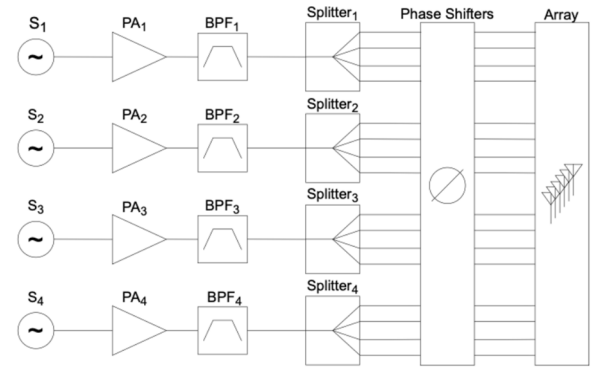 S1 PA1 BPF1 Splitter1 Phase Shifters Array
S2 PA2 BPF2 Splitter2
S3 PA3 BPF3 Splitter3
S4 PA4 BPF4 Splitter4